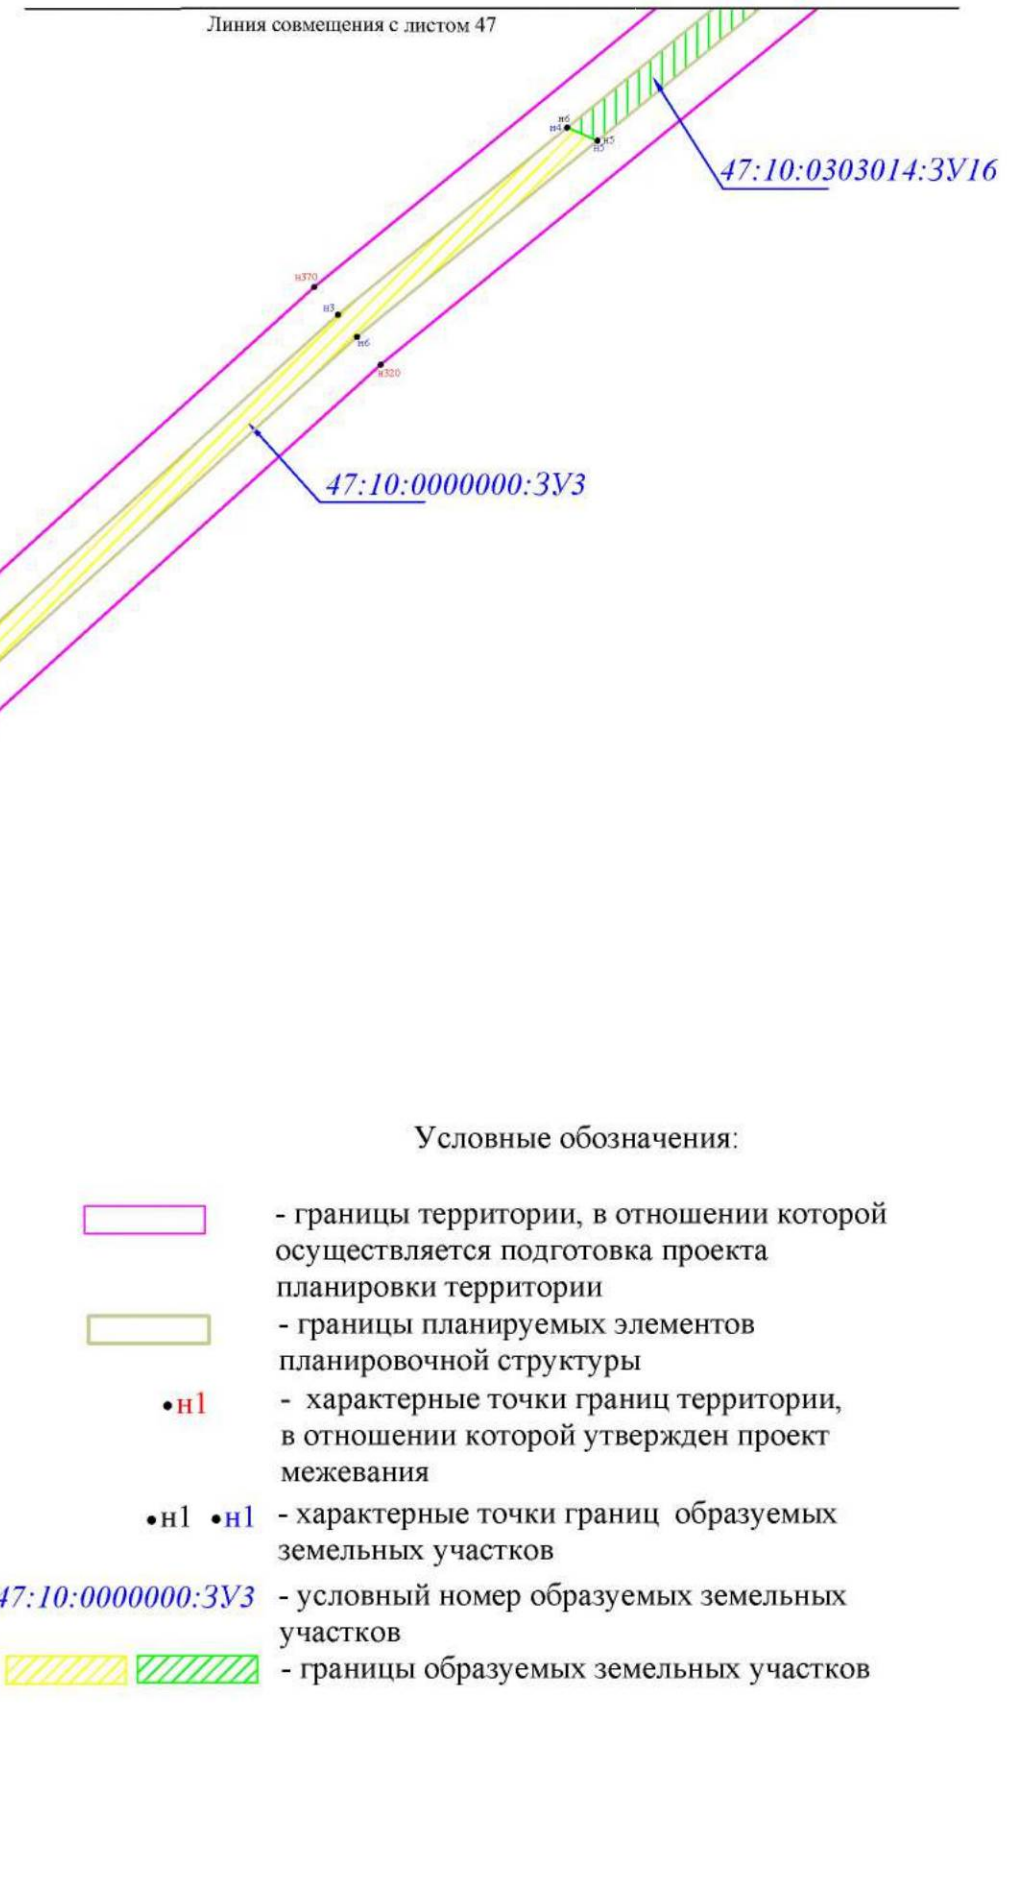 Линия совмещения с листом 47
н6
н4
н5
н5
47:10:0303014:ЗУ16
н370
н3
н6
н320
47:10:0000000:ЗУ3
Условные обозначения:
- границы территории, в отношении которой
осуществляется подготовка проекта
планировки территории
- границы планируемых элементов
планировочной структуры
•н1 - характерные точки границ территории,
в отношении которой утвержден проект
межевания
•н1 •н1 - характерные точки границ образуемых
земельных участков
47:10:0000000:ЗУ3 - условный номер образуемых земельных
участков
- границы образуемых земельных участков